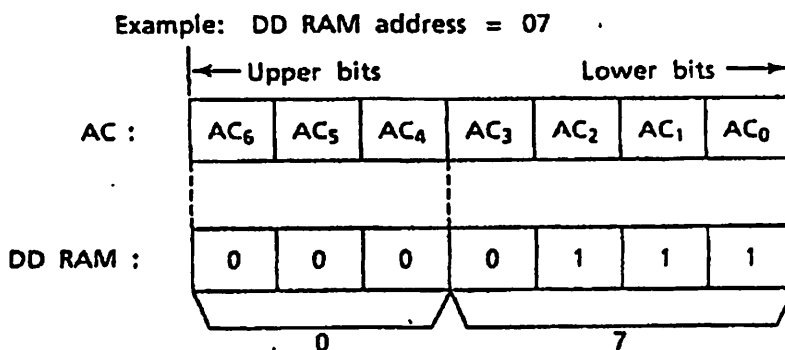 Example: DD RAM address = 07
Upper bits Lower bits
AC : AC6 AC5 AC4 AC3 AC2 AC1 AC0
DD RAM : 0 0 0 0 1 1 1
0 7